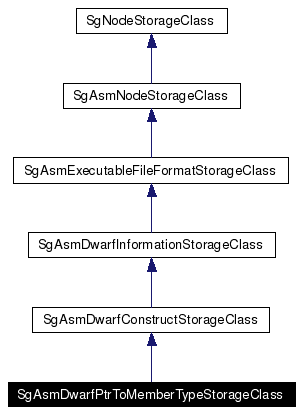 SgNodeStorageClass
SgAsmNodeStorageClass
SgAsmExecutableFileFormatStorageClass
SgAsmDwarfInformationStorageClass
SgAsmDwarfConstructStorageClass
SgAsmDwarfPtrToMemberTypeStorageClass